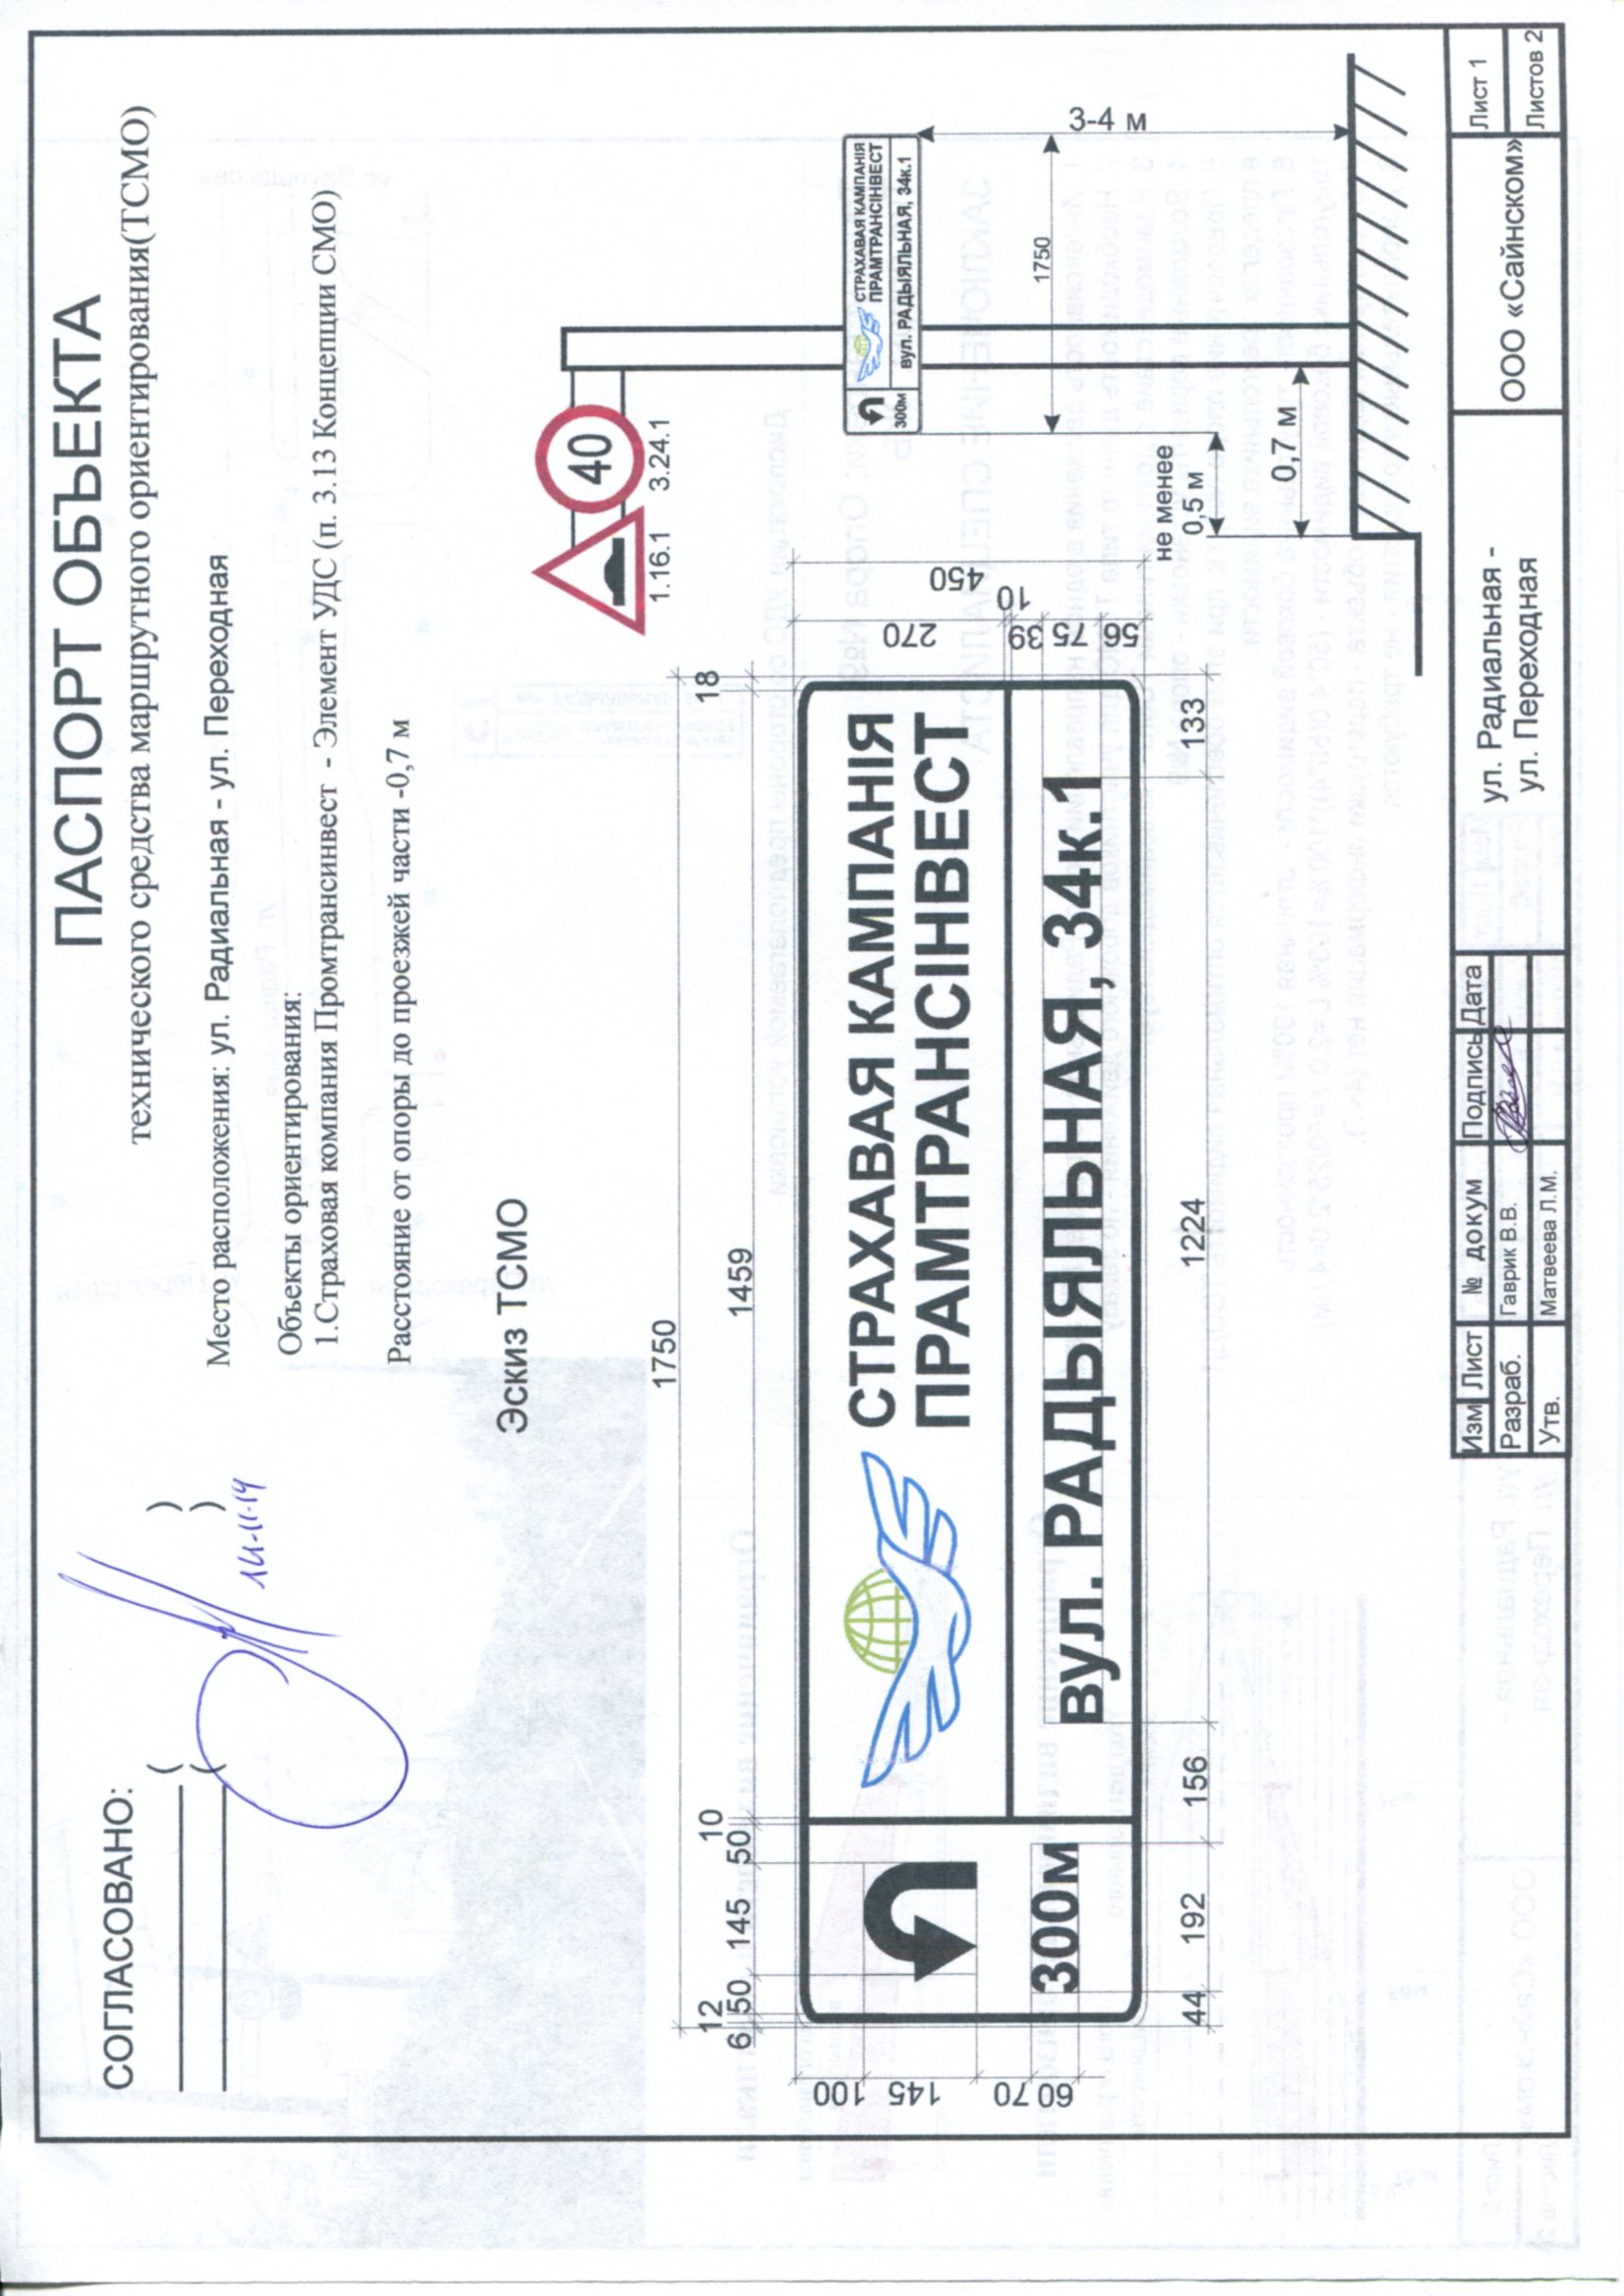 ПАСПОРТ ОБЪЕКТА
технического средства маршрутного ориентирования(ТСМО)
СОГЛАСОВАНО:
( )
( )
14-11-14
Место расположения: ул. Радиальная - ул. Переходная
Объекты ориентирования:
1.Страховая компания Промтрансинвест - Элемент УДС (п. 3.13 Концепции СМО)
Расстояние от опоры до проезжей части -0,7 м
Эскиз ТСМО
1750
1459
18
6 12 50 145 50 10
100 145 70 60
СТРАХАВАЯ КАМПАНІЯ
ПРАМТРАНСІНВЕСТ
300м
вул. РАДЫЯЛЬНАЯ, 34к.1
270 10 39 75 56
450
44 192 156 1224 133
40
1.16.1 3.24.1
СТРАХАВАЯ КАМПАНІЯ
ПРАМТРАНСІНВЕСТ
300м
вул. РАДЫЯЛЬНАЯ, 34к.1
1750
3-4 м
не менее
0,5 м
0,7 м
Изм Лист № докум Подпись Дата
Разраб. Гаврик В.В.
Утв. Матвеева Л.М.
ул. Радиальная -
ул. Переходная
ООО «Сайнском»
Лист 1
Листов 2